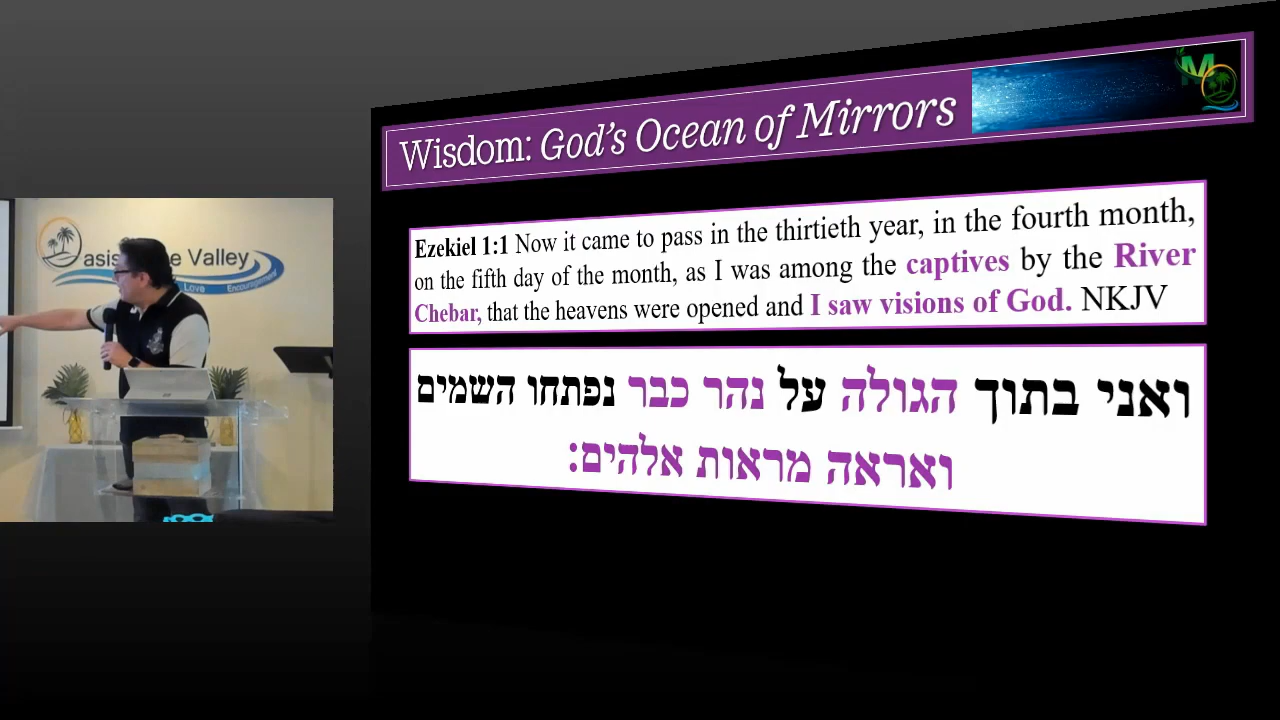 Wisdom: God's Ocean of Mirrors
Ezekiel 1:1 Now it came to pass in the thirtieth year, in the fourth month,
on the fifth day of the month, as I was among the captives by the River
Chebar, that the heavens were opened and I saw visions of God. NKJV
ואני בתוך הגולה על נהר כבר נפתחו השמים
ואראה מראות אלהים:
Valley
Love
Encouragement